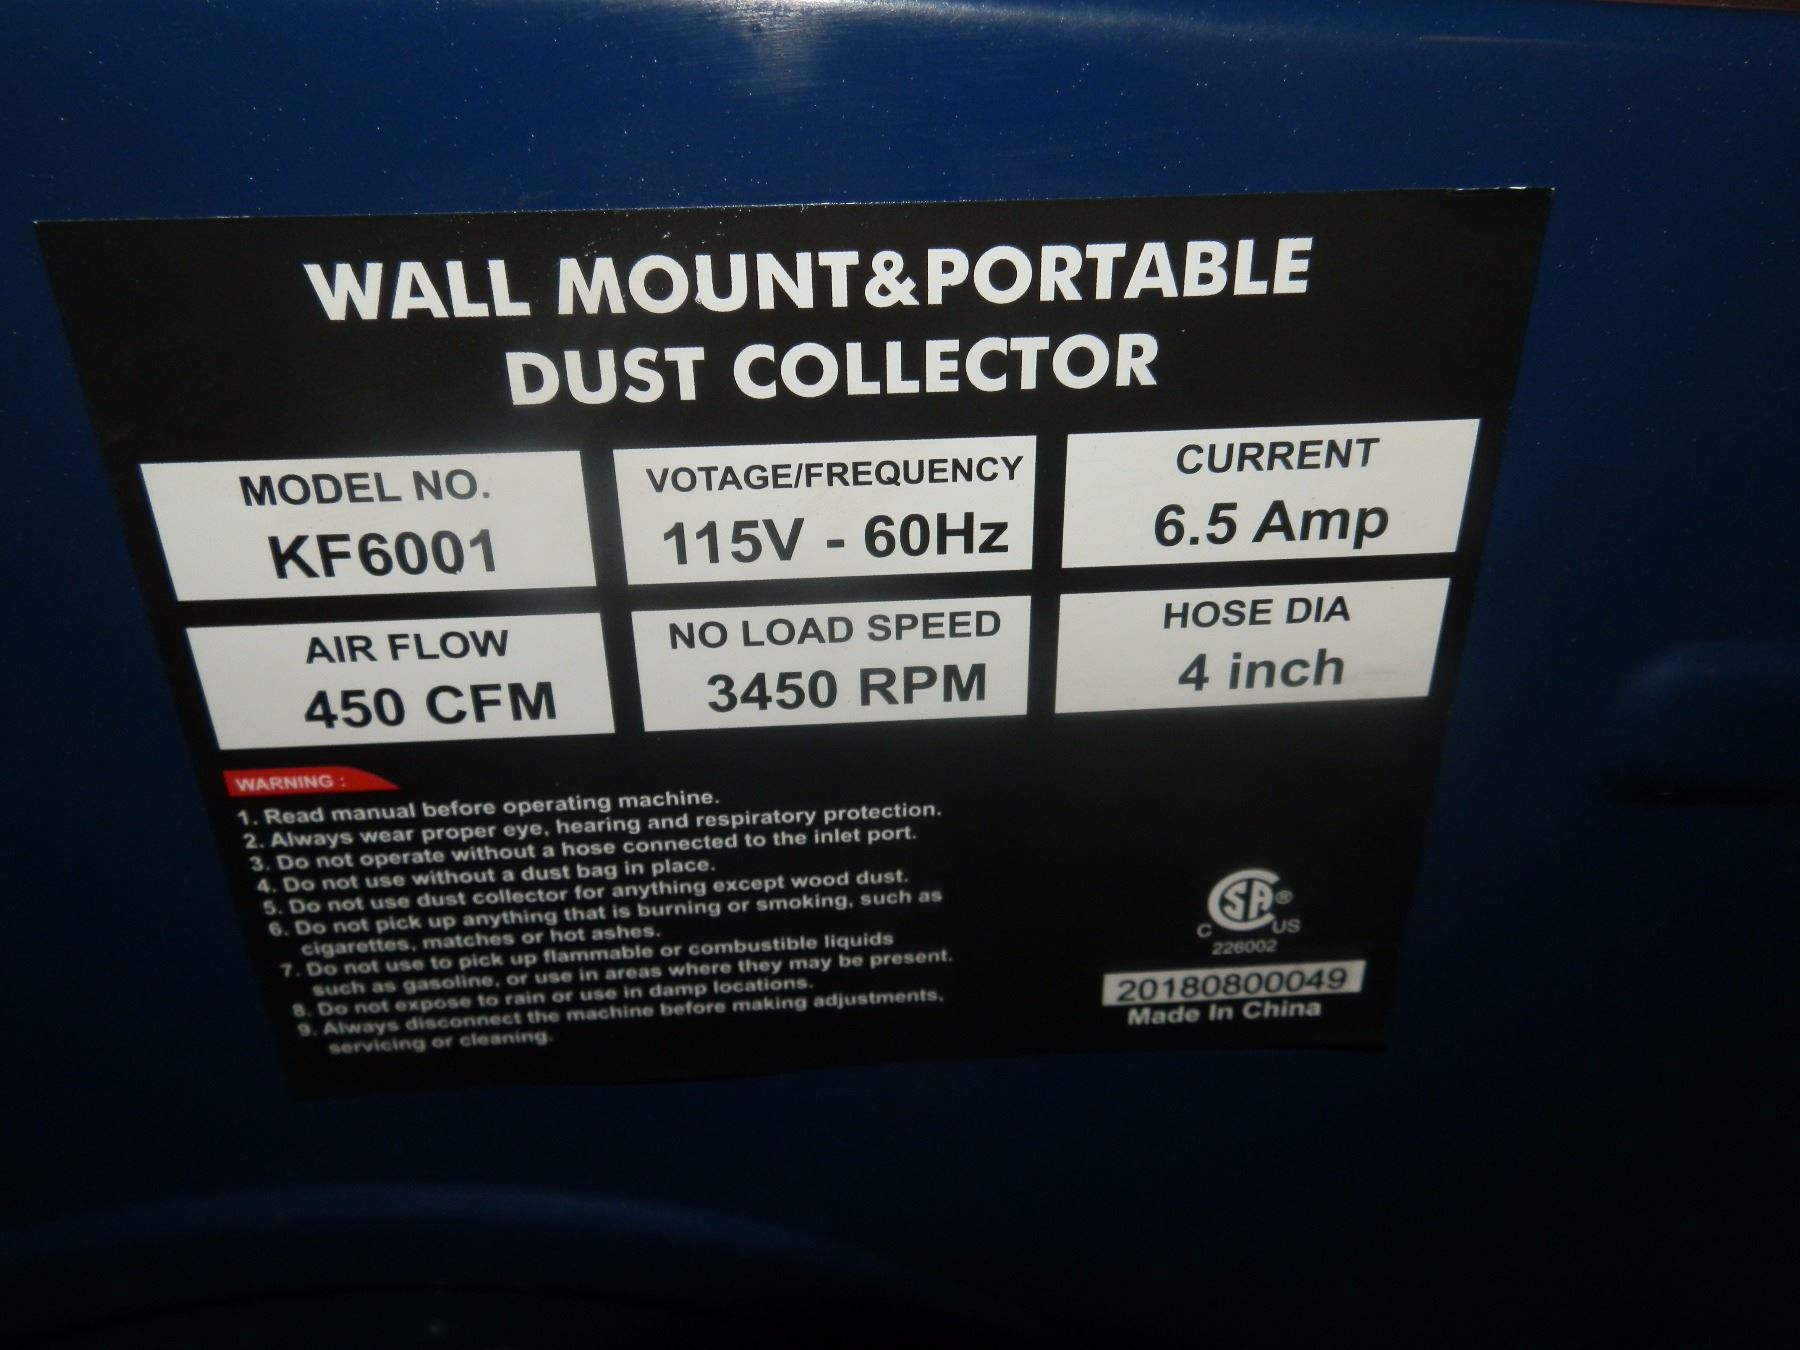 WALL MOUNT&PORTABLE
DUST COLLECTOR
MODEL NO.
KF6001
VOTAGE/FREQUENCY
115V - 60Hz
CURRENT
6.5 Amp
AIR FLOW
450 CFM
NO LOAD SPEED
3450 RPM
HOSE DIA
4 inch
WARNING :
1. Read manual before operating machine.
2. Always wear proper eye, hearing and respiratory protection.
3. Do not operate without a hose connected to the inlet port.
4. Do not use without a dust bag in place.
5. Do not use dust collector for anything except wood dust.
6. Do not pick up anything that is burning or smoking, such as
cigarettes, matches or hot ashes.
7. Do not use to pick up flammable or combustible liquids
such as gasoline, or use in areas where they may be present.
8. Do not expose to rain or use in damp locations.
9. Always disconnect the machine before making adjustments,
servicing or cleaning.
SA ®
C US
226002
20180800049
Made In China